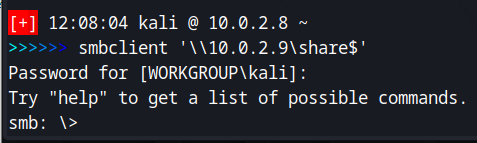 [+] 12:08:04 kali @ 10.0.2.8 ~
>>>>>> smbclient '\\10.0.2.9\share$'
Password for [WORKGROUP\kali]:
Try "help" to get a list of possible commands.
smb: \>